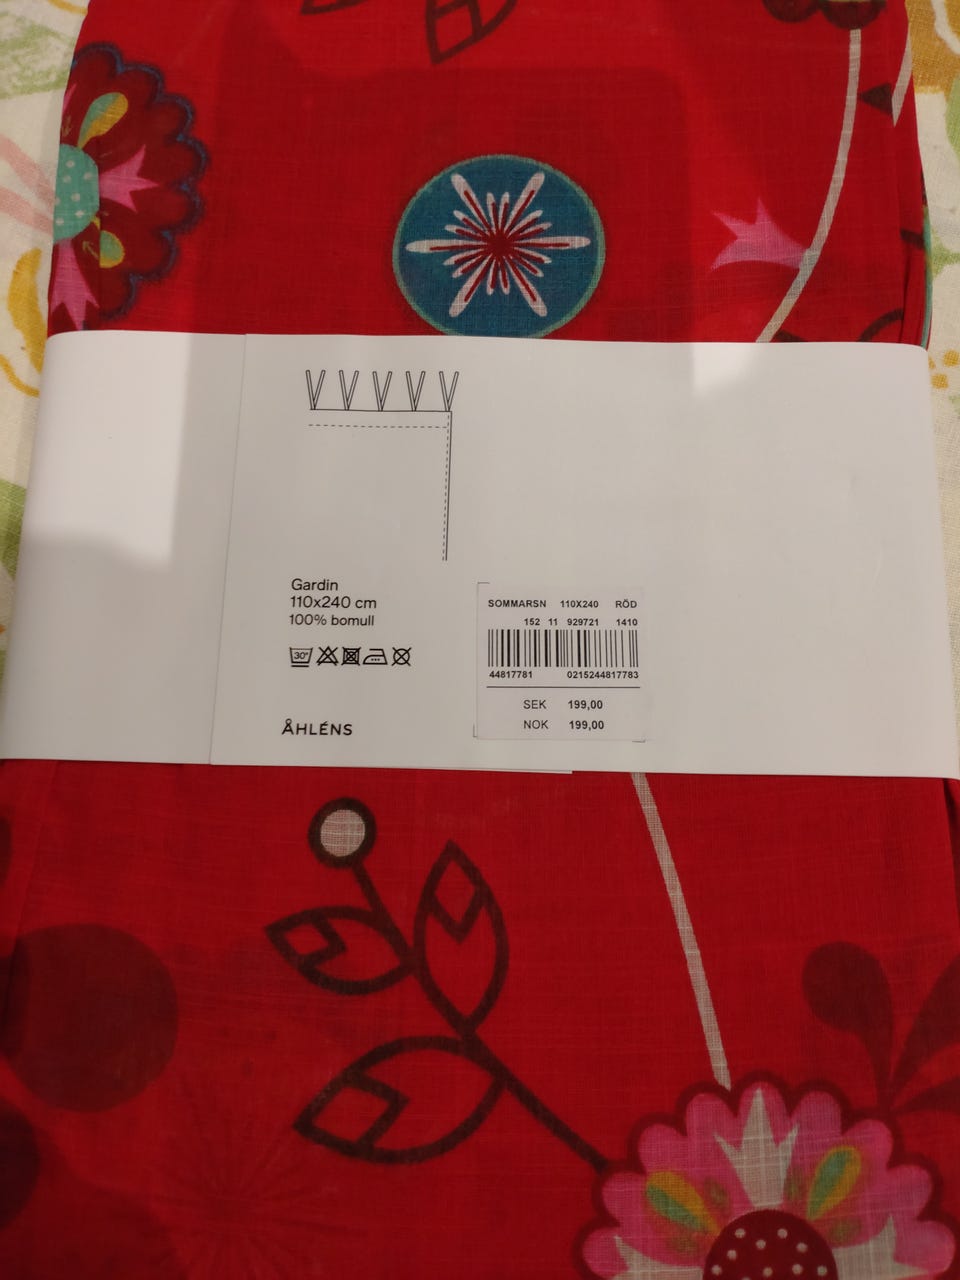 Gardin
110x240 cm
100% bomull
30°
ÅHLÉNS
SOMMARSN 110X240 RÖD
152 11 929721 1410
44817781 0215244817783
SEK 199,00
NOK 199,00